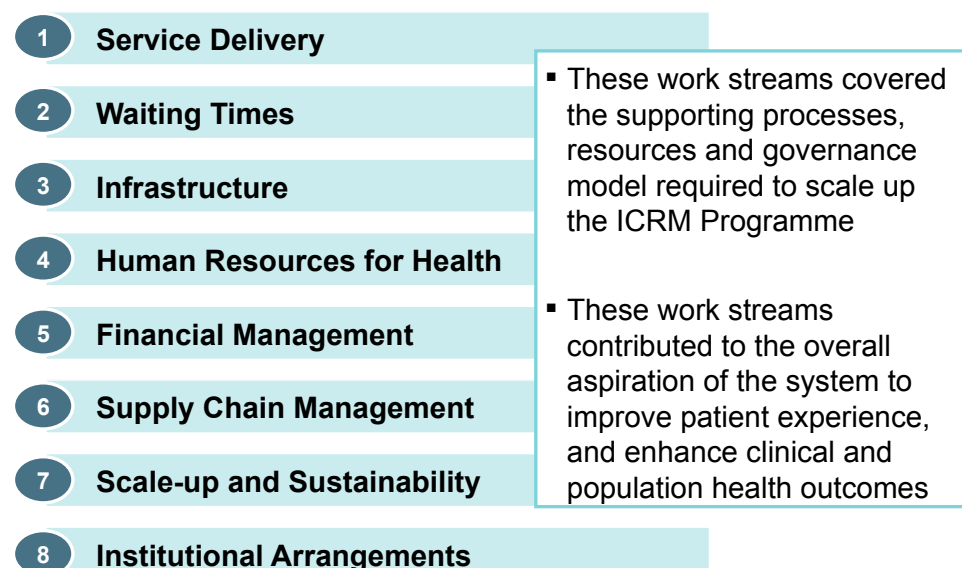 1 Service Delivery
2 Waiting Times
3 Infrastructure
4 Human Resources for Health
5 Financial Management
6 Supply Chain Management
7 Scale-up and Sustainability
8 Institutional Arrangements
▪ These work streams covered
the supporting processes,
resources and governance
model required to scale up
the ICRM Programme
▪ These work streams
contributed to the overall
aspiration of the system to
improve patient experience,
and enhance clinical and
population health outcomes